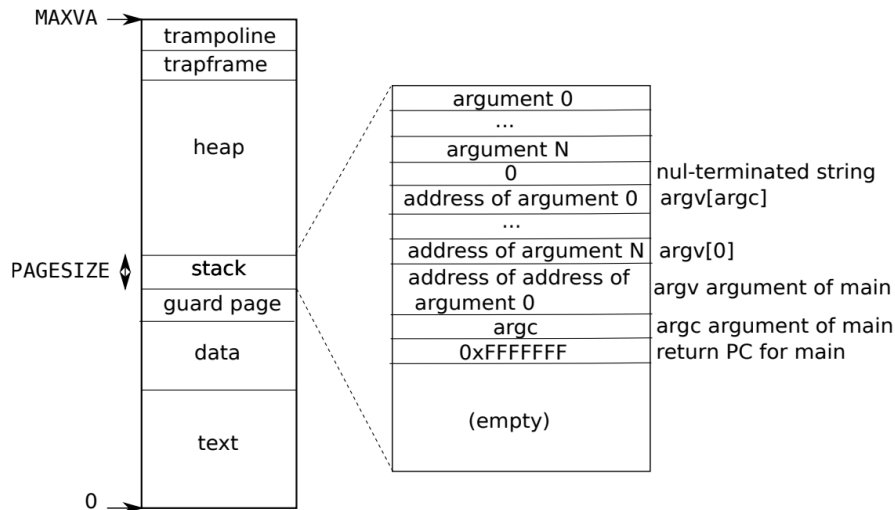 MAXVA
trampoline
trapframe
heap
PAGESIZE
stack
guard page
data
text
0
argument 0
...
argument N
0
nul-terminated string
address of argument 0
argv[argc]
...
address of argument N
argv[0]
address of address of
argument 0
argv argument of main
argc
argc argument of main
0xFFFFFFF
return PC for main
(empty)